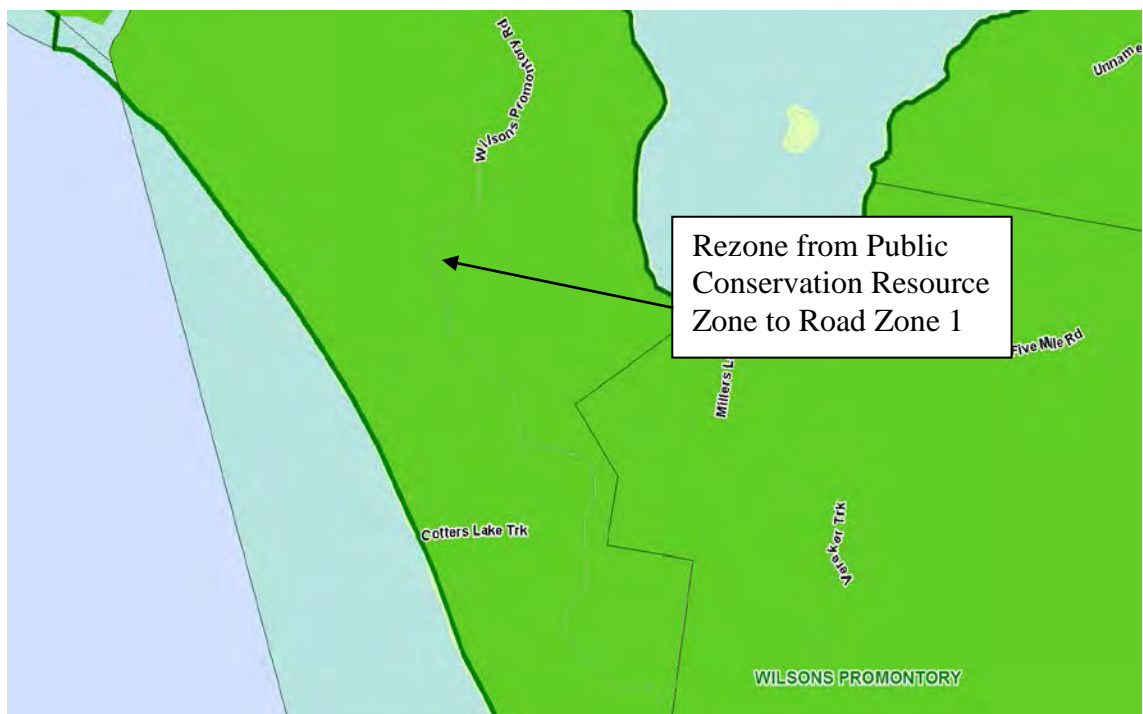 Wilsons Promontory Rd
Unname
Rezone from Public
Conservation Resource
Zone to Road Zone 1
Five Mile Rd
Millers L
Cotters Lake Trk
Vereker Trk
WILSONS PROMONTORY